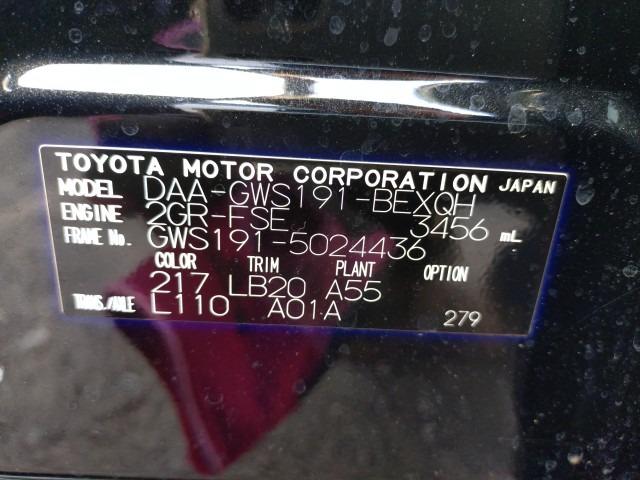 TOYOTA MOTOR CORPORATION JAPAN
MODEL DAA-GWS191-BEXQH
ENGINE 2GR-FSE 3456 mL
FRAME No. GWS191-5024436
COLOR TRIM PLANT OPTION
217 LB20 A55
TRANS./AXLE L110 A01A 279